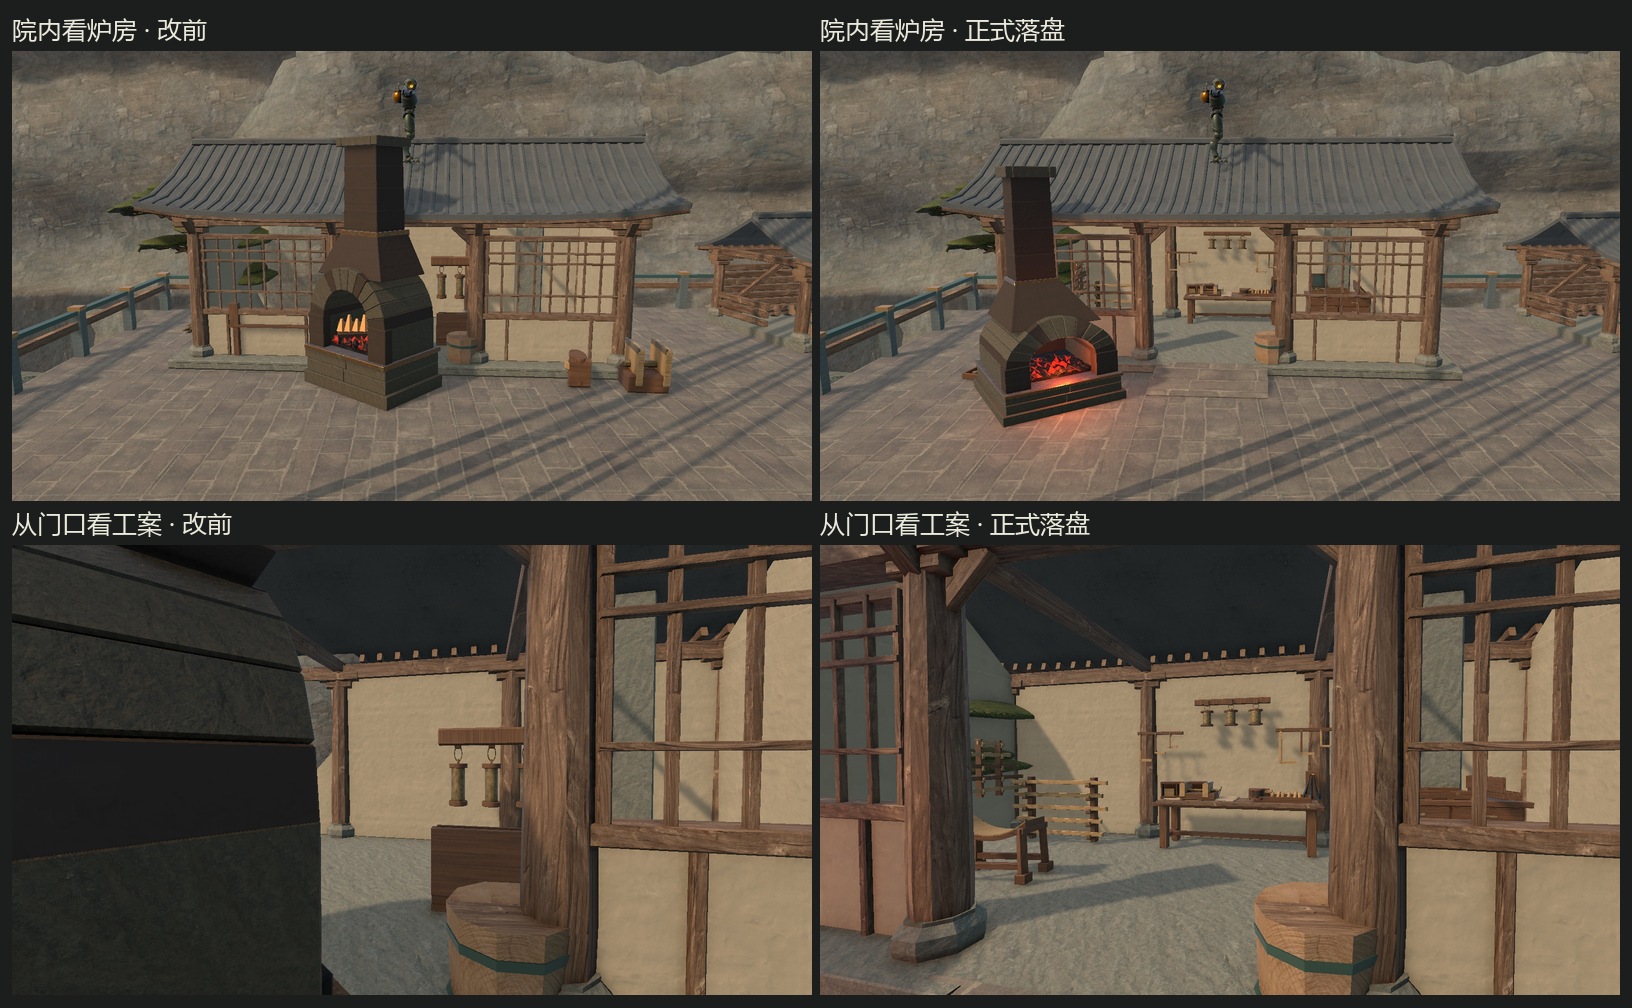 院内看炉房 · 改前
院内看炉房 · 正式落盘
从门口看工案 · 改前
从门口看工案 · 正式落盘